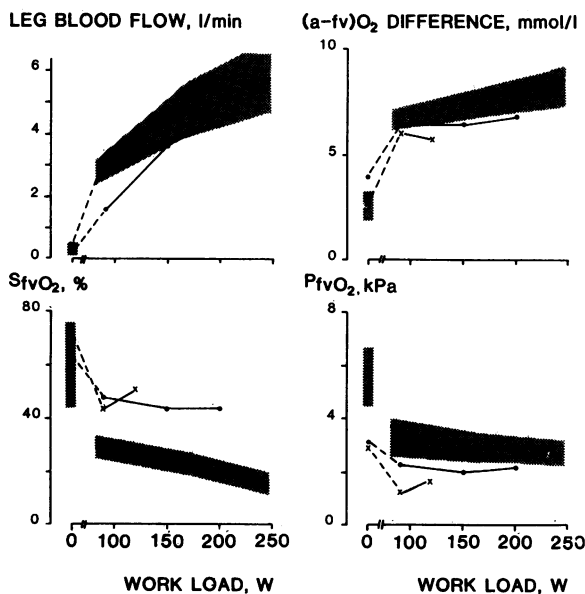 LEG BLOOD FLOW, l/min
6
4
2
0
(a-fv)O₂ DIFFERENCE, mmol/l
10
5
0
SfvO₂, %
80
40
0
0 100 150 200 250
WORK LOAD, W
PfvO₂, kPa
8
4
0
0 100 150 200 250
WORK LOAD, W